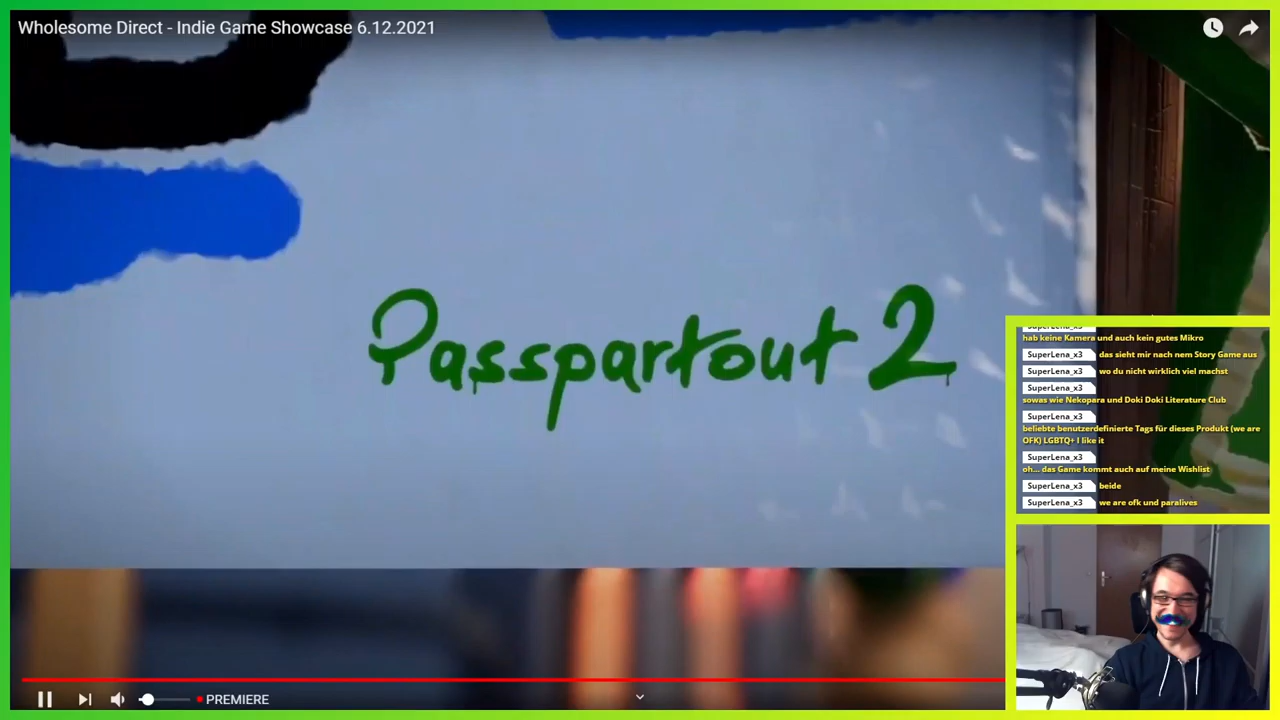 Wholesome Direct - Indie Game Showcase 6.12.2021
Passpartout 2
SuperLena_x3
hab keine Kamera und auch kein gutes Mikro
SuperLena_x3 das sieht mir nach nem Story Game aus
SuperLena_x3 wo du nicht wirklich viel machst
SuperLena_x3
sowas wie Nekopara und Doki Doki Literature Club
SuperLena_x3
beliebte benutzerdefinierte Tags für dieses Produkt (we are
OFK) LGBTQ+ I like it
SuperLena_x3
oh... das Game kommt auch auf meine Wishlist
SuperLena_x3 beide
SuperLena_x3 we are ofk und paralives
PREMIERE